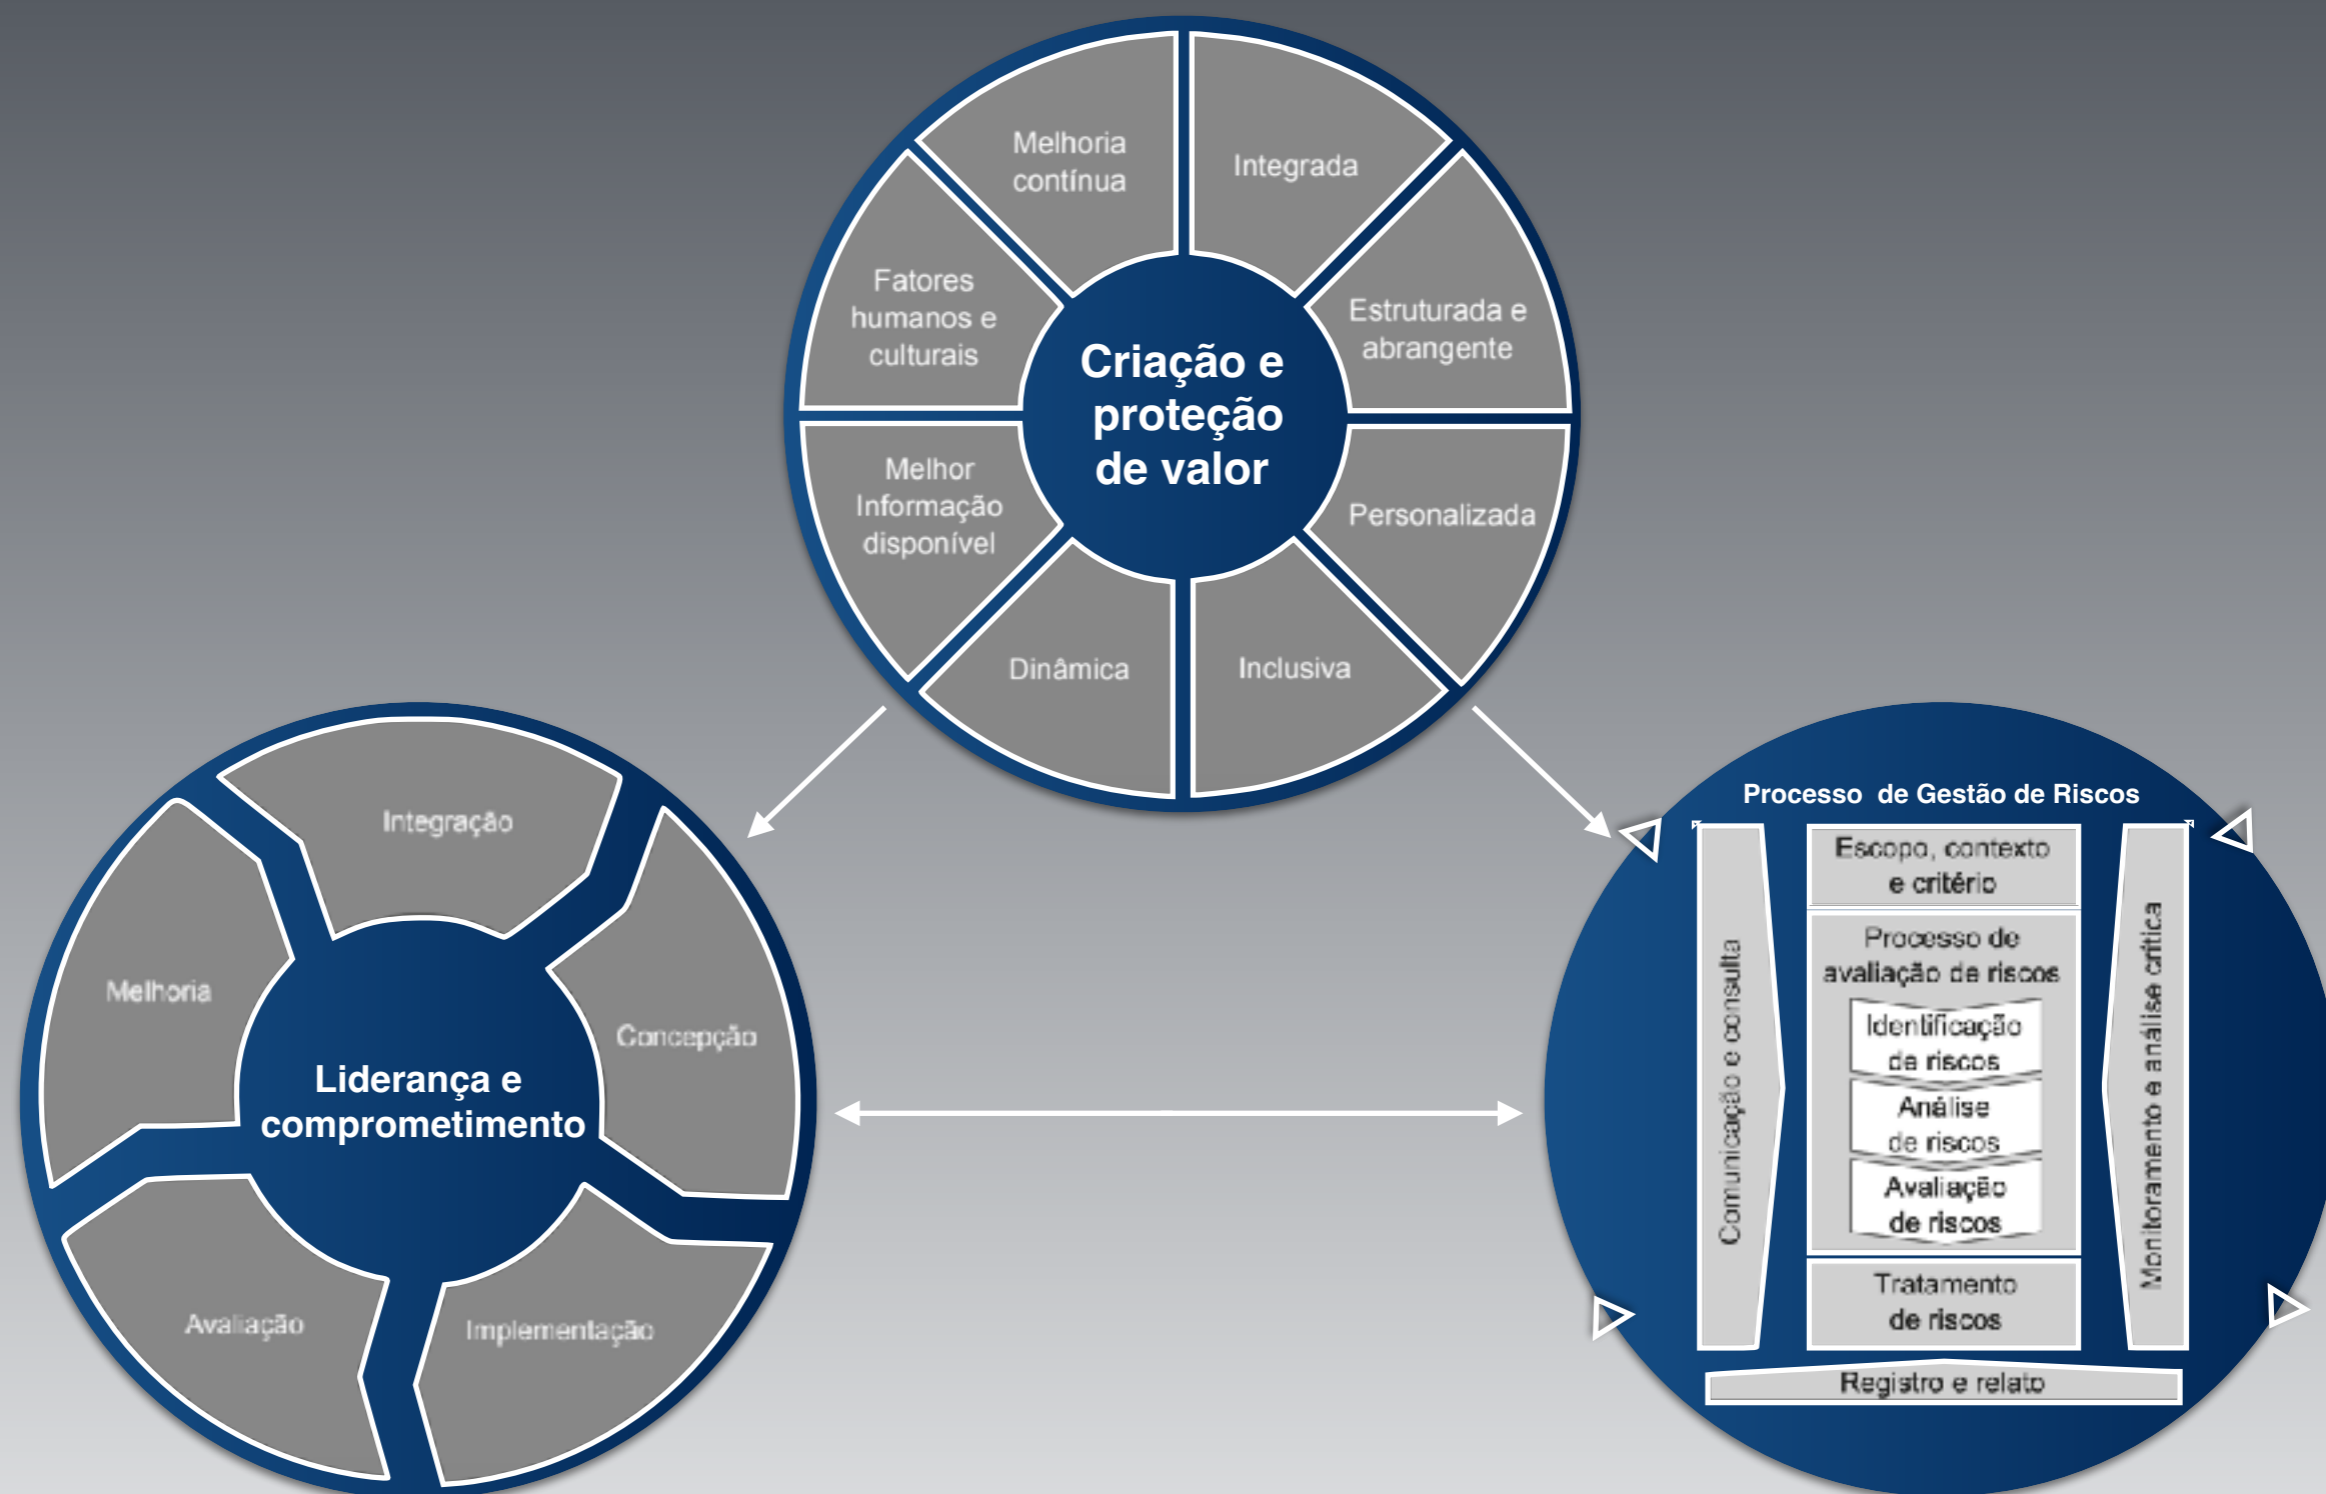 Melhoria
contínua
Integrada
Estruturada e
abrangente
Personalizada
Inclusiva
Dinâmica
Melhor
Informação
disponível
Fatores
humanos e
culturais
Criação e
proteção
de valor
Integração
Concepção
Implementação
Avaliação
Melhoria
Liderança e
comprometimento
Processo de Gestão de Riscos
Comunicação e consulta
Escopo, contexto
e critério
Processo de
avaliação de riscos
Identificação
de riscos
Análise
de riscos
Avaliação
de riscos
Tratamento
de riscos
Monitoramento e análise crítica
Registro e relato